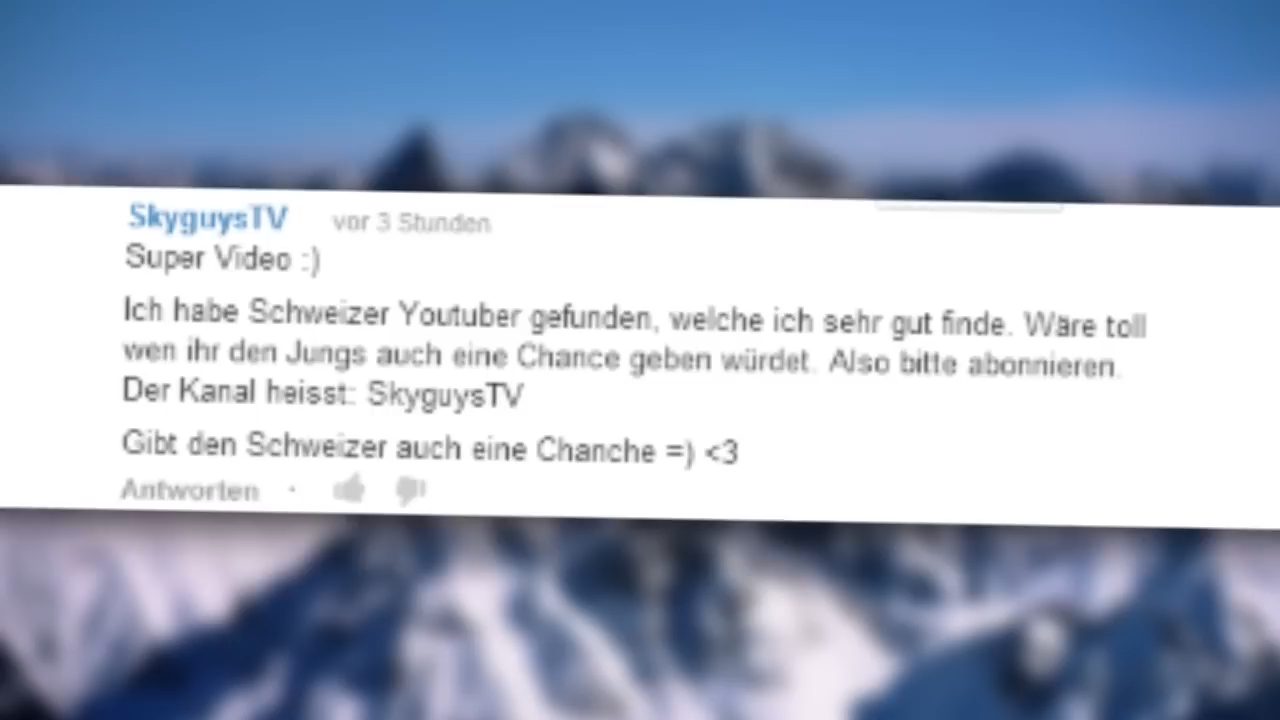 SkyguysTV vor 3 Stunden
Super Video :)
Ich habe Schweizer Youtuber gefunden, welche ich sehr gut finde. Wäre toll
wen ihr den Jungs auch eine Chance geben würdet. Also bitte abonnieren.
Der Kanal heisst: SkyguysTV
Gibt den Schweizer auch eine Chanche =) <3
Antworten ·